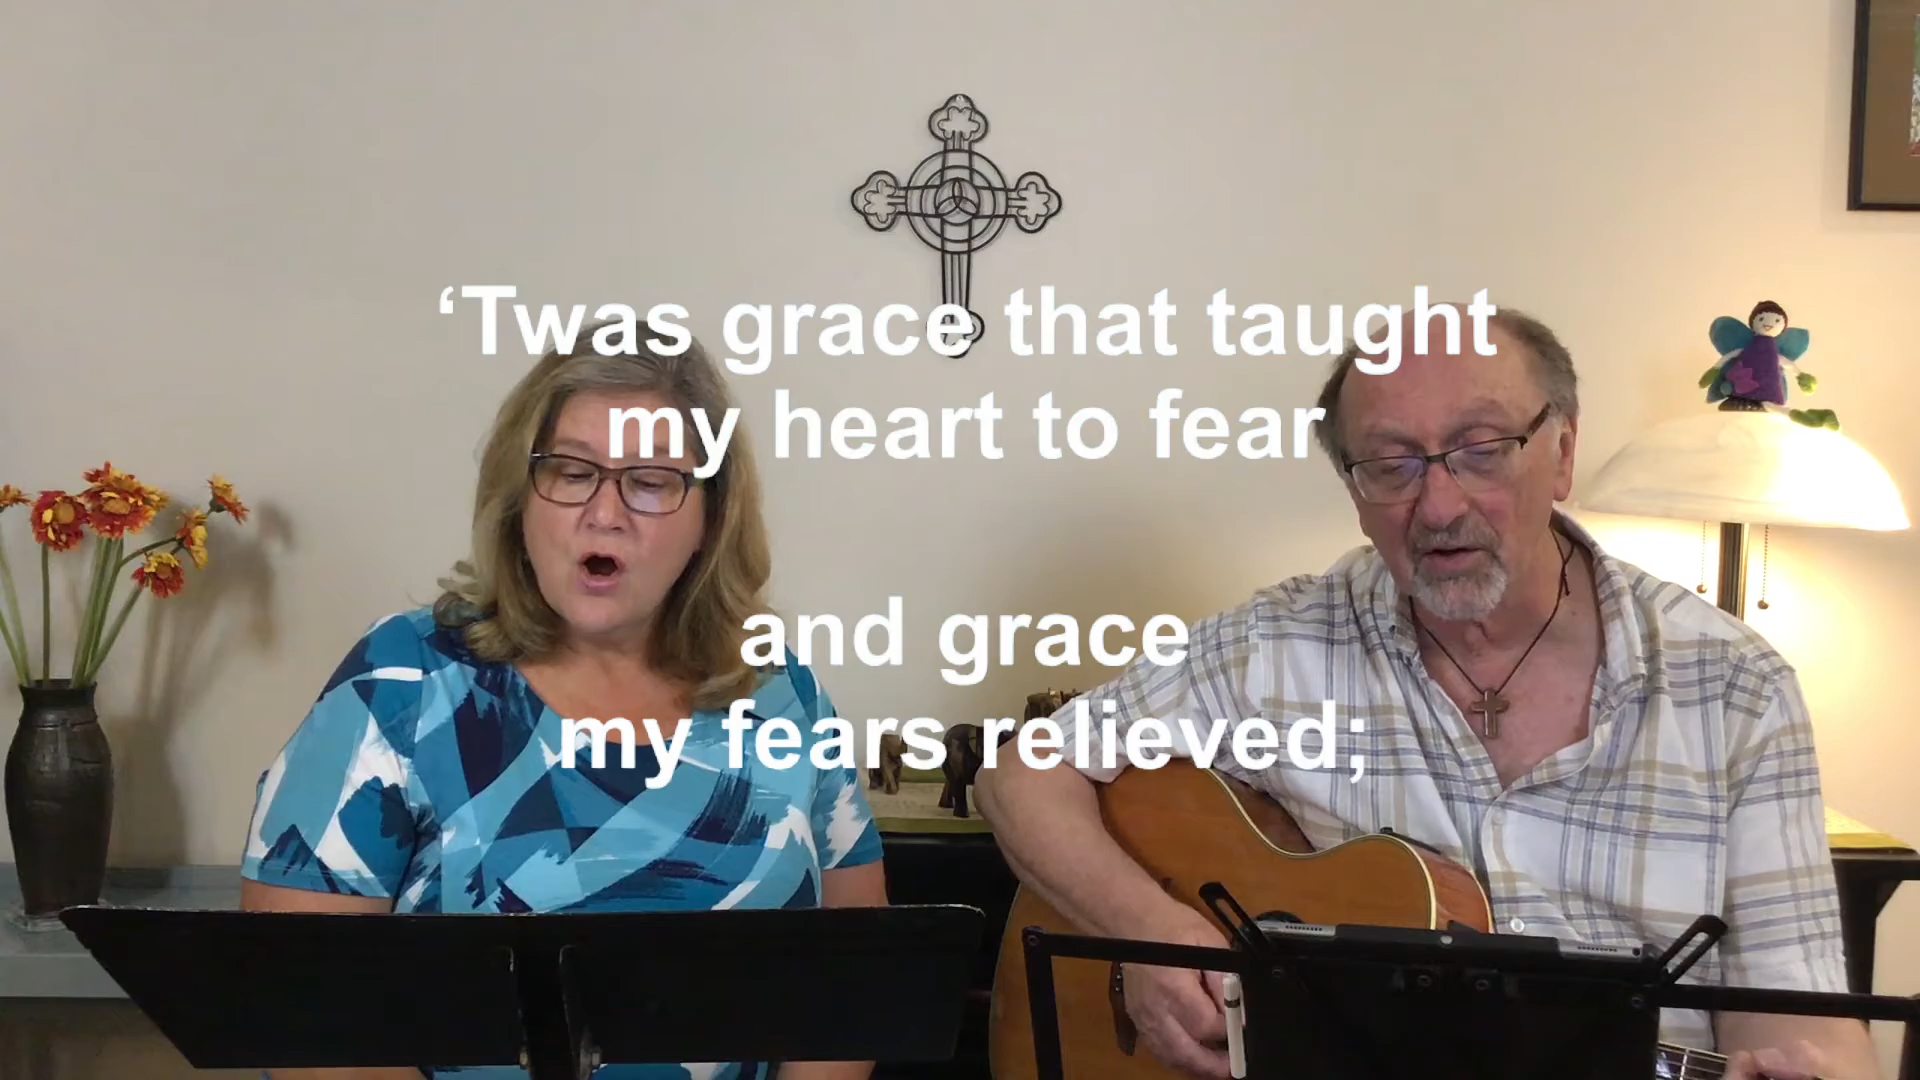 ‘Twas grace that taught
my heart to fear
and grace
my fears relieved;